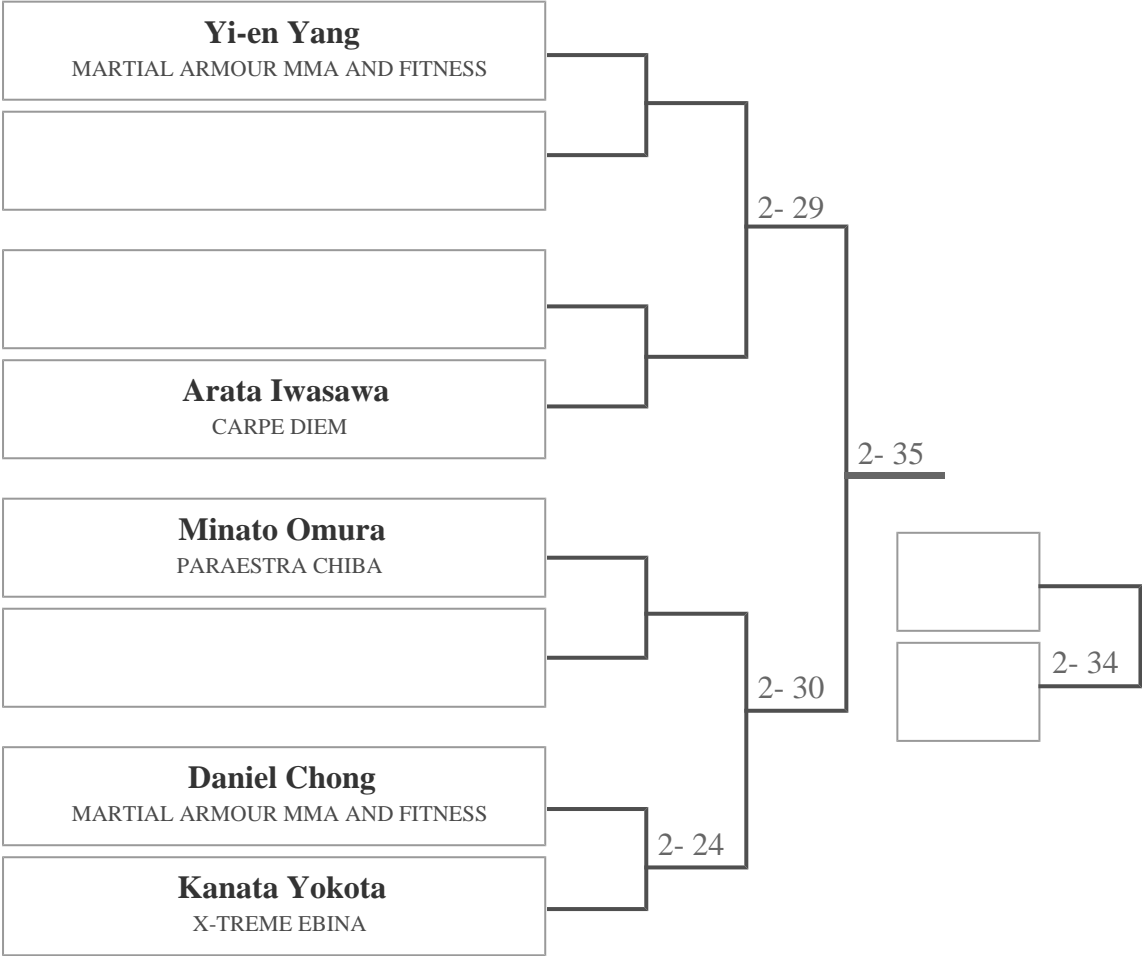 Yi-en Yang
MARTIAL ARMOUR MMA AND FITNESS
2- 29
Arata Iwasawa
CARPE DIEM
2- 35
Minato Omura
PARAESTRA CHIBA
2- 34
2- 30
Daniel Chong
MARTIAL ARMOUR MMA AND FITNESS
2- 24
Kanata Yokota
X-TREME EBINA